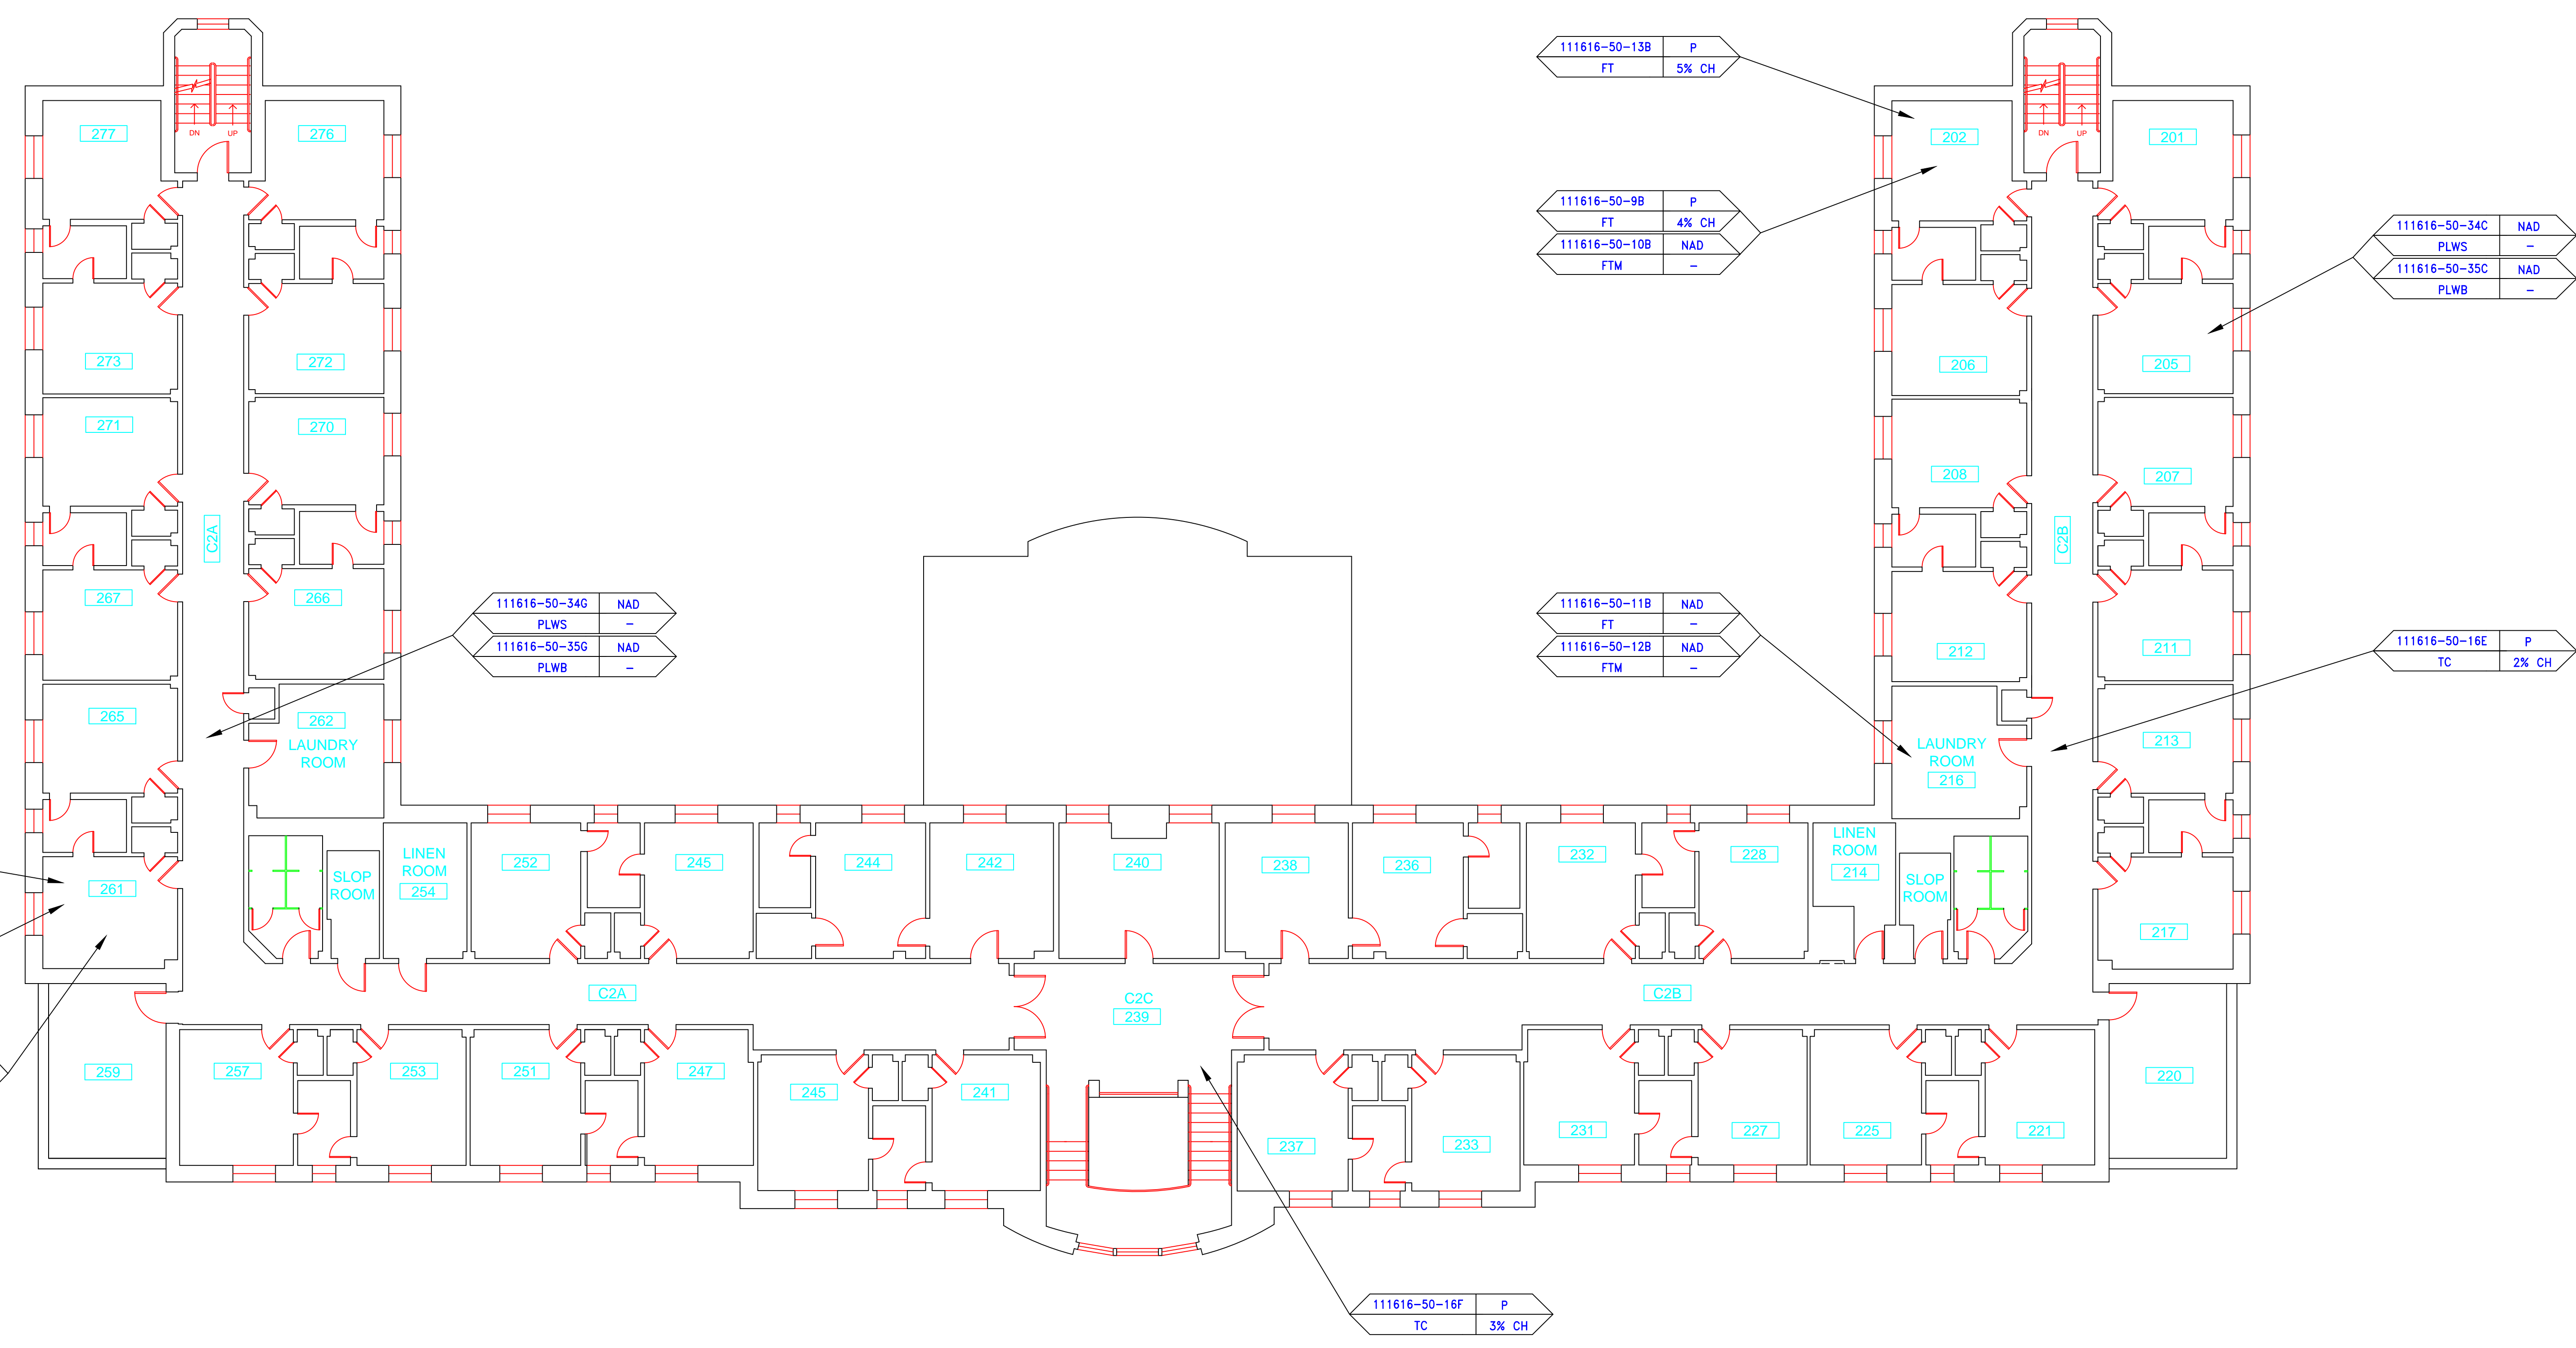 111616-50-13B P
FT 5% CH
277
DN UP
276
202
DN UP
201
111616-50-9B P
FT 4% CH
111616-50-10B NAD
FTM –
111616-50-34C NAD
PLWS –
111616-50-35C NAD
PLWB –
273
272
206
205
271
270
208
207
C2A
C2B
267
266
111616-50-34G NAD
PLWS –
111616-50-35G NAD
PLWB –
111616-50-11B NAD
FT –
111616-50-12B NAD
FTM –
212
211
111616-50-16E P
TC 2% CH
265
262
LAUNDRY
ROOM
LAUNDRY
ROOM
216
213
261
SLOP
ROOM
LINEN
ROOM
254
252
245
244
242
240
238
236
232
228
LINEN
ROOM
214
SLOP
ROOM
217
C2A
C2C
239
C2B
259
257
253
251
247
245
241
237
233
231
227
225
221
220
111616-50-16F P
TC 3% CH